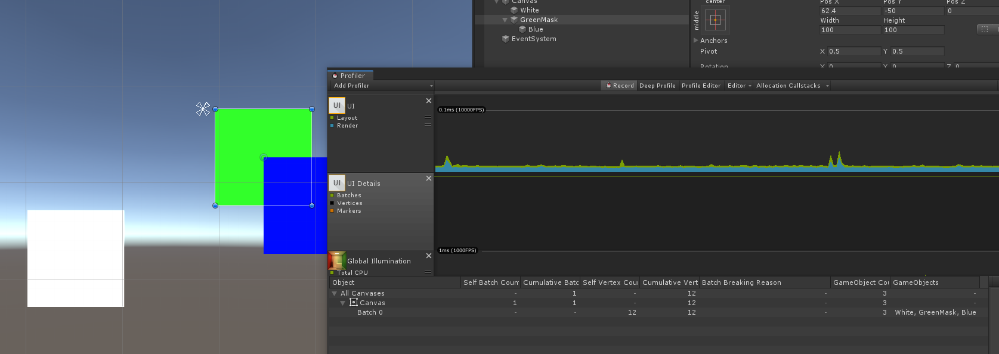 Canvas
White
GreenMask
Blue
EventSystem
center
middle
Pos X Pos Y Pos Z
62.4 -50 0
Width Height
100 100
Anchors
Pivot X 0.5 Y 0.5
Rotation X 0 Y 0 Z 0
Profiler
Add Profiler Record Deep Profile Profile Editor Editor Allocation Callstacks
UI UI
Layout
Render
0.1ms (10000FPS)
UI UI Details
Batches
Vertices
Markers
1ms (1000FPS)
Global Illumination
Total CPU
Object Self Batch Coun Cumulative Batc Self Vertex Cou Cumulative Vert Batch Breaking Reason GameObject Cou GameObjects
All Canvases - 1 - 12 - 3 -
Canvas 1 1 - 12 - 3 -
Batch 0 - - 12 12 - 3 White, GreenMask, Blue